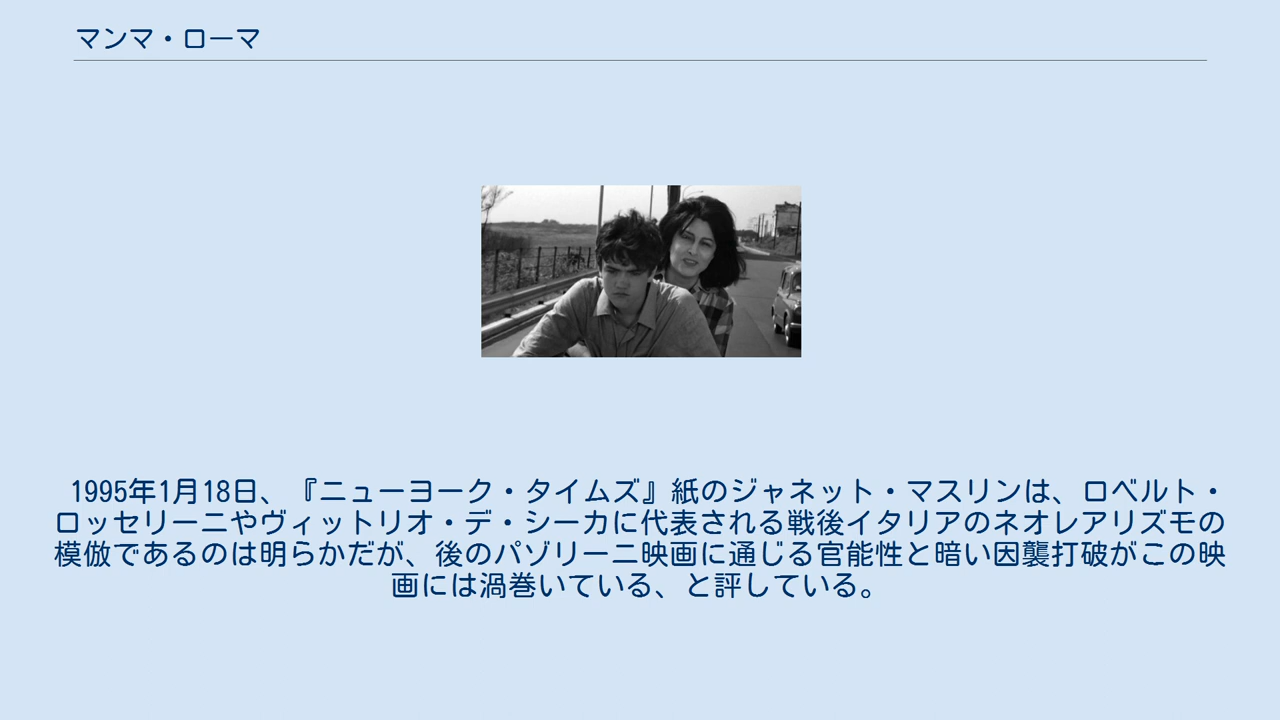 マンマ・ローマ
1995年1月18日、『ニューヨーク・タイムズ』紙のジャネット・マスリンは、ロベルト・
ロッセリーニやヴィットリオ・デ・シーカに代表される戦後イタリアのネオレアリズモの
模倣であるのは明らかだが、後のパゾリーニ映画に通じる官能性と暗い因襲打破がこの映
画には渦巻いている、と評している。